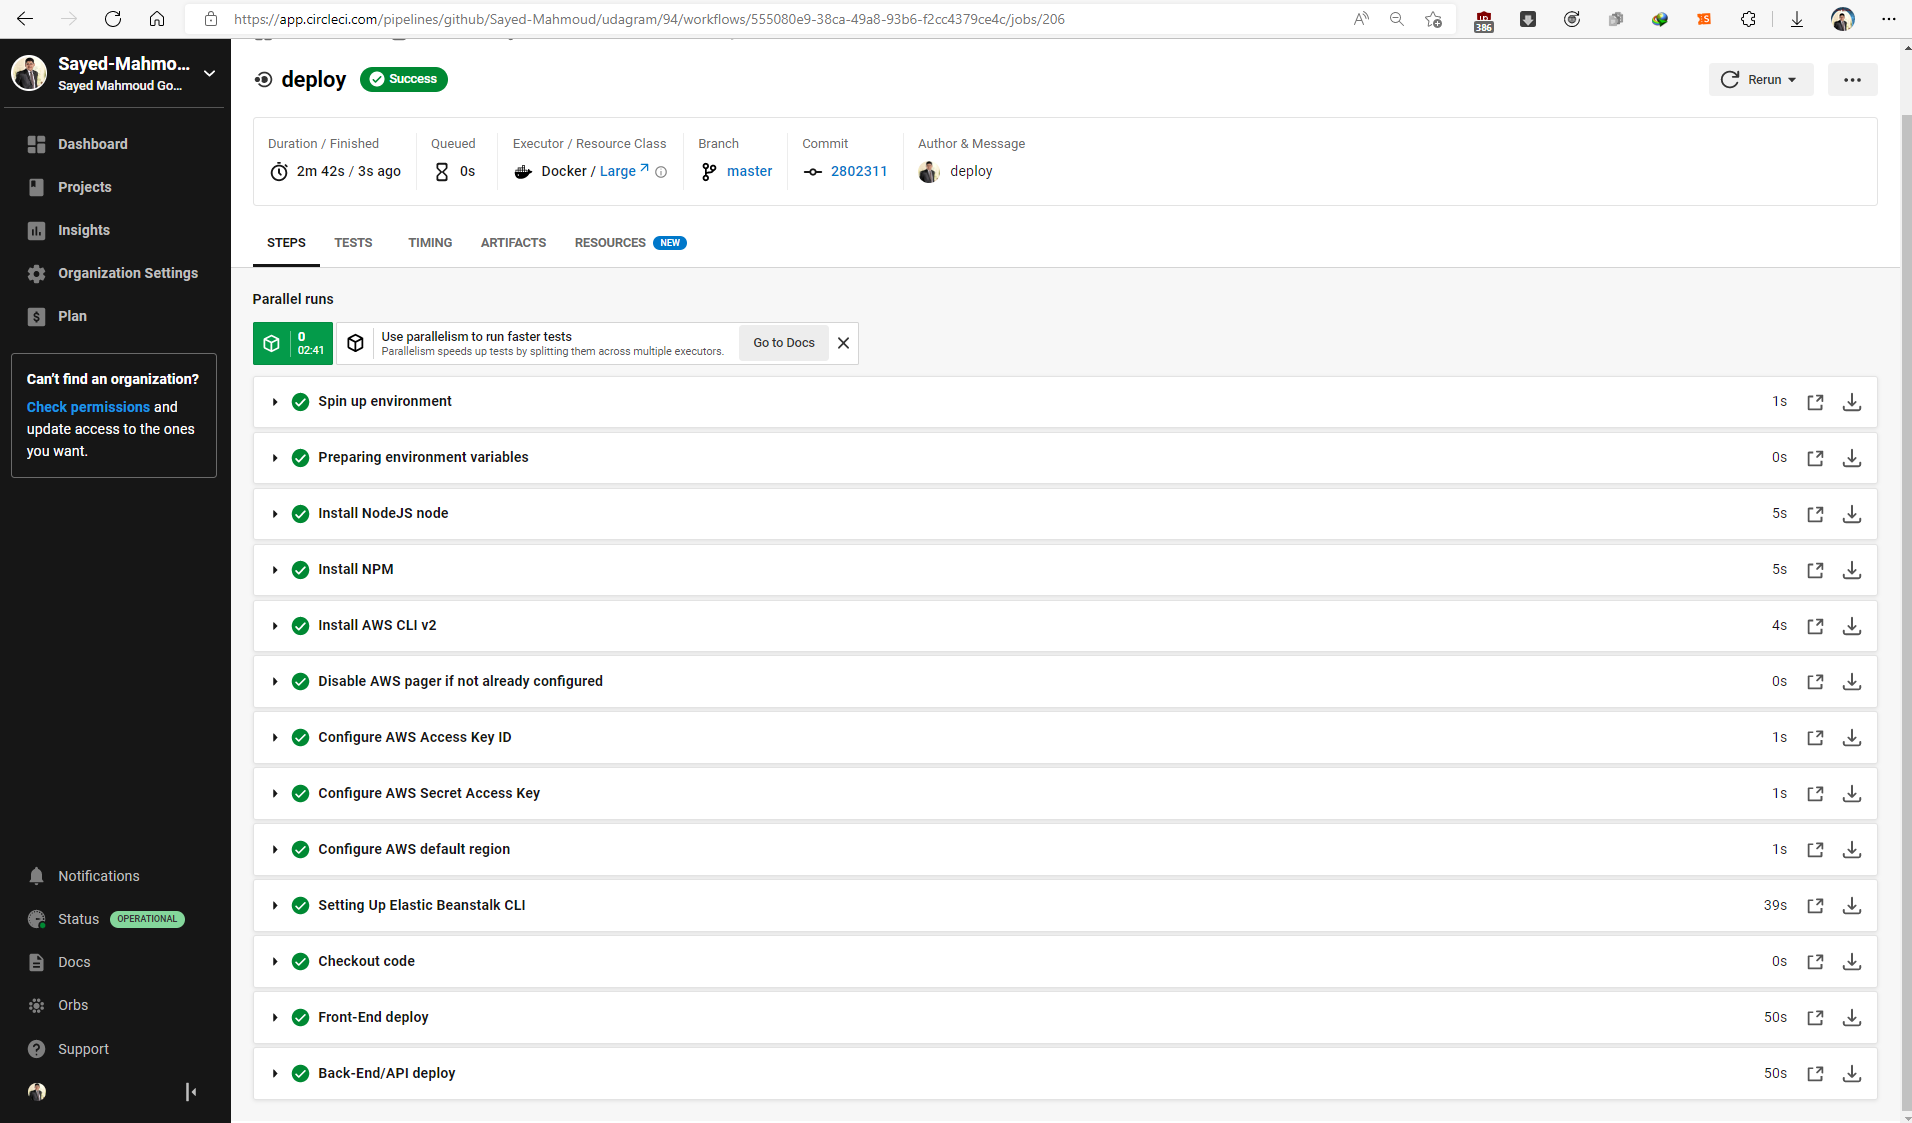 https://app.circleci.com/pipelines/github/Sayed-Mahmoud/udagram/94/workflows/555080e9-38ca-49a8-93b6-f2cc4379ce4c/jobs/206
386
Sayed-Mahmo...
Sayed Mahmoud Go...
Dashboard
Projects
Insights
Organization Settings
Plan
Can't find an organization?
Check permissions and
update access to the ones
you want.
Notifications
Status OPERATIONAL
Docs
Orbs
Support
deploy Success
Rerun
Duration / Finished
2m 42s / 3s ago
Queued
0s
Executor / Resource Class
Docker / Large
Branch
master
Commit
2802311
Author & Message
deploy
STEPS TESTS TIMING ARTIFACTS RESOURCES NEW
Parallel runs
0
02:41
Use parallelism to run faster tests
Parallelism speeds up tests by splitting them across multiple executors.
Go to Docs
Spin up environment 1s
Preparing environment variables 0s
Install NodeJS node 5s
Install NPM 5s
Install AWS CLI v2 4s
Disable AWS pager if not already configured 0s
Configure AWS Access Key ID 1s
Configure AWS Secret Access Key 1s
Configure AWS default region 1s
Setting Up Elastic Beanstalk CLI 39s
Checkout code 0s
Front-End deploy 50s
Back-End/API deploy 50s